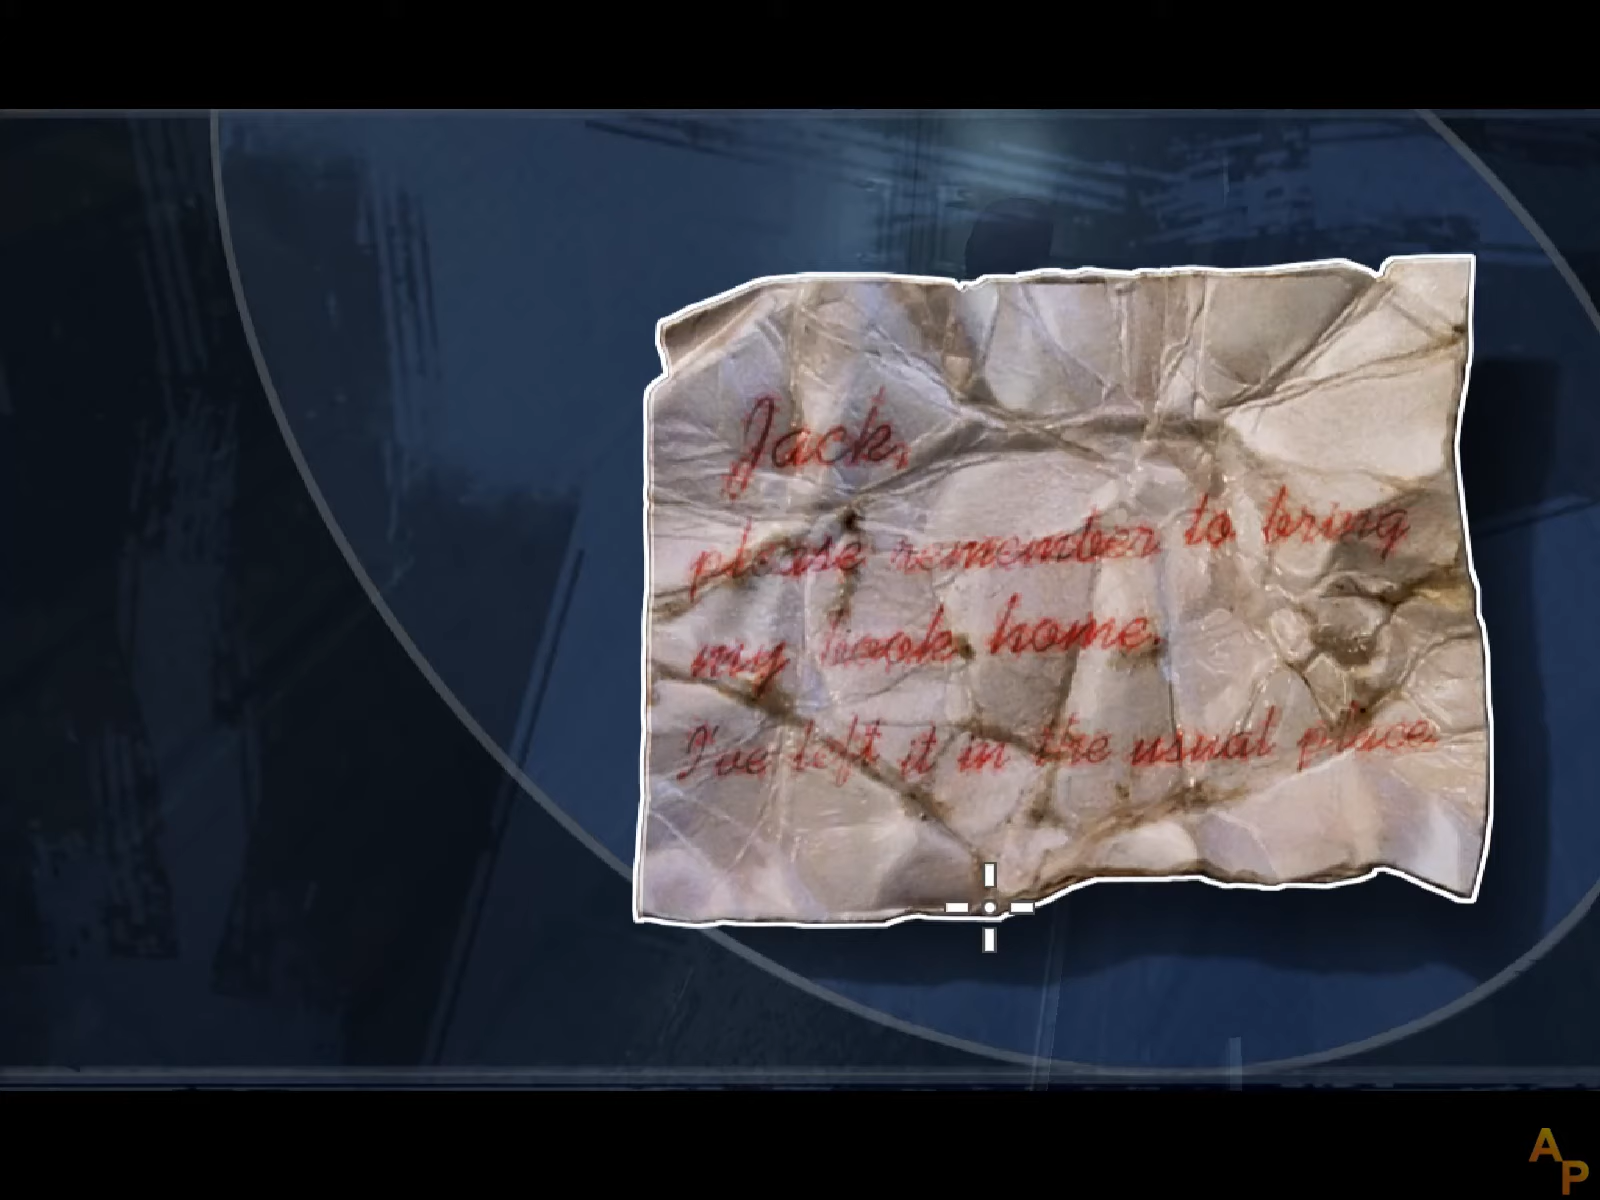 Jack,
please remember to bring
my book home.
I've left it in the usual place.
A
P